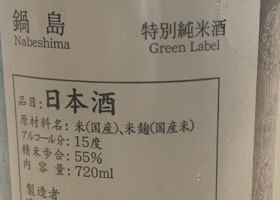 鍋島
Nabeshima
特別純米酒
Green Label
品目：日本酒
原材料名：米(国産)、米麹(国産米)
アルコール分：15度
精米歩合：55%
内容量：720ml
製造者